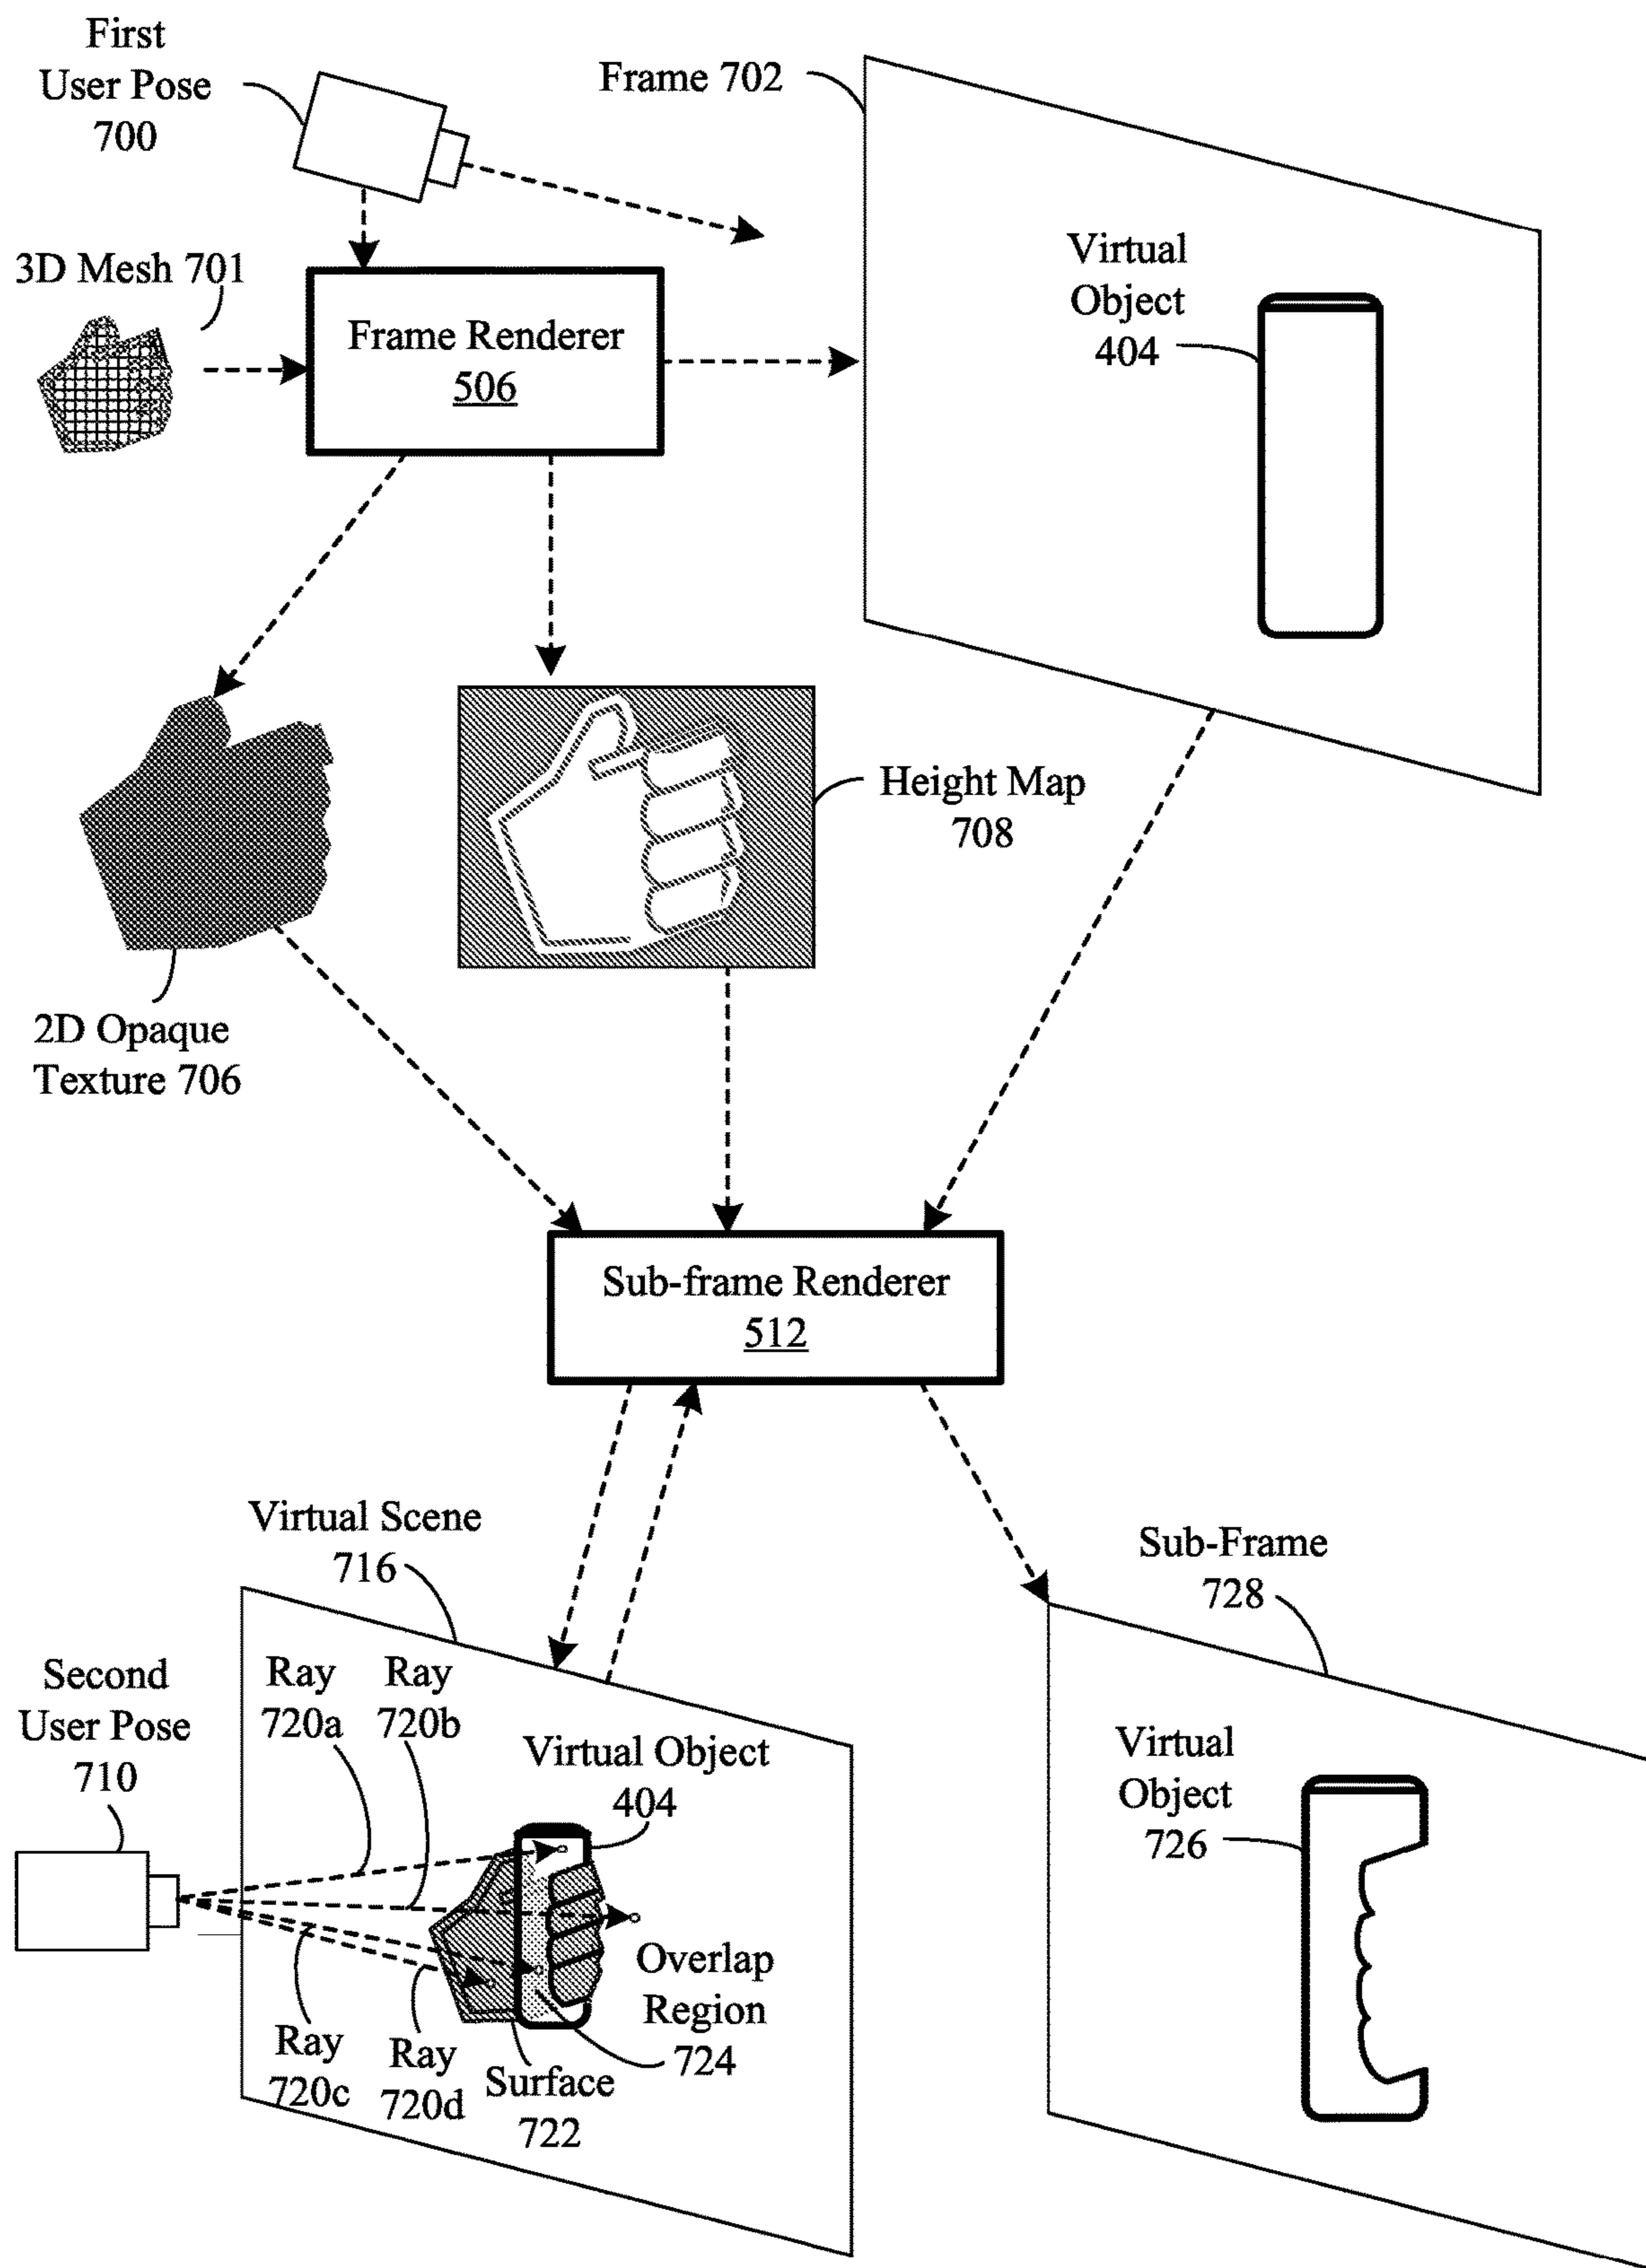 First
User Pose
700
Frame 702
3D Mesh 701
Frame Renderer
506
Virtual
Object
404
Height Map
708
2D Opaque
Texture 706
Sub-frame Renderer
512
Virtual Scene
716
Second
User Pose
710
Ray
720a
Ray
720b
Virtual Object
404
Overlap
Region
724
Ray
720c
Ray
720d
Surface
722
Sub-Frame
728
Virtual
Object
726